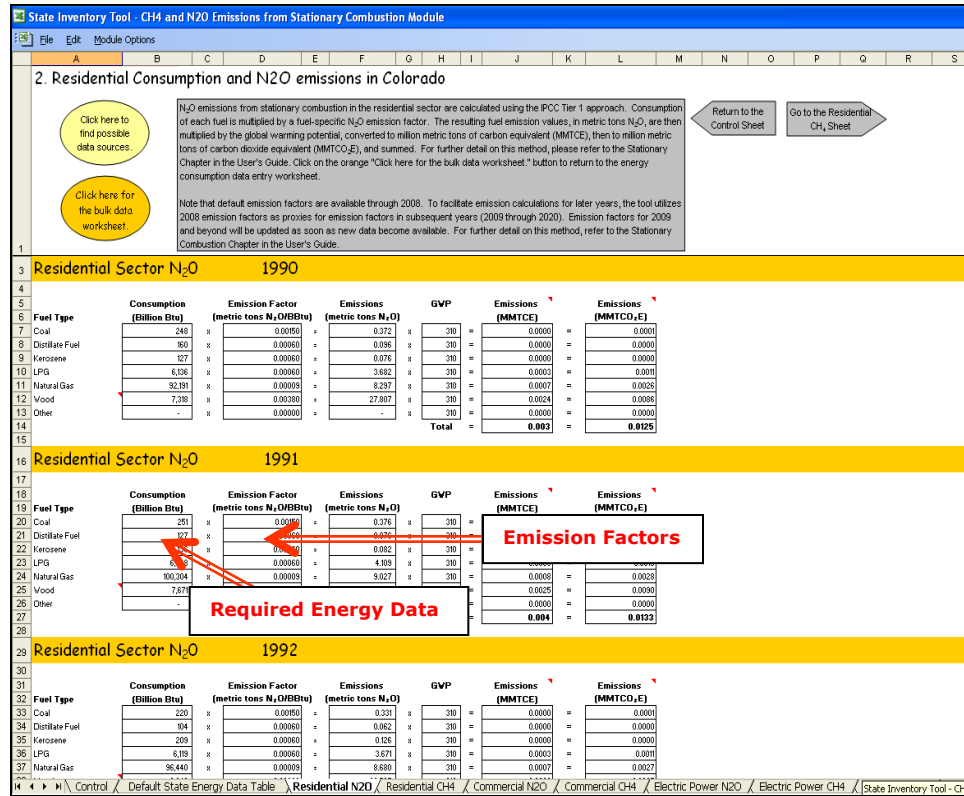 State Inventory Tool - CH4 and N2O Emissions from Stationary Combustion Module
File Edit Module Options
A B C D E F G H I J K L M N O P Q R S
2. Residential Consumption and N2O emissions in Colorado
Click here to
find possible
data sources.
Click here for
the bulk data
worksheet.
N₂O emissions from stationary combustion in the residential sector are calculated using the IPCC Tier 1 approach. Consumption
of each fuel is multiplied by a fuel-specific N₂O emission factor. The resulting fuel emission values, in metric tons N₂O, are then
multiplied by the global warming potential, converted to million metric tons of carbon equivalent (MMTCE), then to million metric
tons of carbon dioxide equivalent (MMTCO₂E), and summed. For further detail on this method, please refer to the Stationary
Chapter in the User's Guide. Click on the orange "Click here for the bulk data worksheet." button to return to the energy
consumption data entry worksheet.
Note that default emission factors are available through 2008. To facilitate emission calculations for later years, the tool utilizes
2008 emission factors as proxies for emission factors in subsequent years (2009 through 2020). Emission factors for 2009
and beyond will be updated as soon as new data become available. For further detail on this method, refer to the Stationary
Combustion Chapter in the User's Guide.
Return to the
Control Sheet
Go to the Residential
CH₄ Sheet
1
3 Residential Sector N₂O 1990
4
5 Consumption Emission Factor Emissions GWP Emissions Emissions
6 Fuel Type (Billion Btu) (metric tons N₂O/BBtu) (metric tons N₂O) (MMTCE) (MMTCO₂E)
7 Coal 248 x 0.00150 = 0.372 x 310 = 0.0000 = 0.0001
8 Distillate Fuel 160 x 0.00060 = 0.096 x 310 = 0.0000 = 0.0000
9 Kerosene 127 x 0.00060 = 0.076 x 310 = 0.0000 = 0.0000
10 LPG 6,136 x 0.00060 = 3.682 x 310 = 0.0003 = 0.0011
11 Natural Gas 92,191 x 0.00009 = 8.297 x 310 = 0.0007 = 0.0026
12 Wood 7,318 x 0.00380 = 27.807 x 310 = 0.0024 = 0.0086
13 Other - x 0.00000 = - x 310 = 0.0000 = 0.0000
14 Total = 0.003 = 0.0125
15
16 Residential Sector N₂O 1991
17
18 Consumption Emission Factor Emissions GWP Emissions Emissions
19 Fuel Type (Billion Btu) (metric tons N₂O/BBtu) (metric tons N₂O) (MMTCE) (MMTCO₂E)
20 Coal 251 x 0.00150 = 0.376 x 310 =
21 Distillate Fuel 127 = 0.076 x 310
22 Kerosene = 0.082 x 310
23 LPG x 0.00060 = 4.109 x 310
24 Natural Gas 100,304 x 0.00009 = 9.027 x 310 = 0.0008 = 0.0028
25 Wood 7,671 0.0025 = 0.0090
26 Other - 0.0000 = 0.0000
27 = 0.004 = 0.0133
28
Emission Factors
Required Energy Data
29 Residential Sector N₂O 1992
30
31 Consumption Emission Factor Emissions GWP Emissions Emissions
32 Fuel Type (Billion Btu) (metric tons N₂O/BBtu) (metric tons N₂O) (MMTCE) (MMTCO₂E)
33 Coal 220 x 0.00150 = 0.331 x 310 = 0.0000 = 0.0001
34 Distillate Fuel 104 x 0.00060 = 0.062 x 310 = 0.0000 = 0.0000
35 Kerosene 209 x 0.00060 = 0.126 x 310 = 0.0000 = 0.0000
36 LPG 6,119 x 0.00060 = 3.671 x 310 = 0.0003 = 0.0011
37 Natural Gas 96,440 x 0.00009 = 8.680 x 310 = 0.0007 = 0.0027
Control Default State Energy Data Table Residential N2O Residential CH4 Commercial N2O Commercial CH4 Electric Power N2O Electric Power CH4 State Inventory Tool - CH